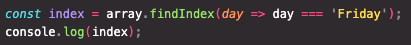 const index = array.findIndex(day => day === 'Friday');
console.log(index);